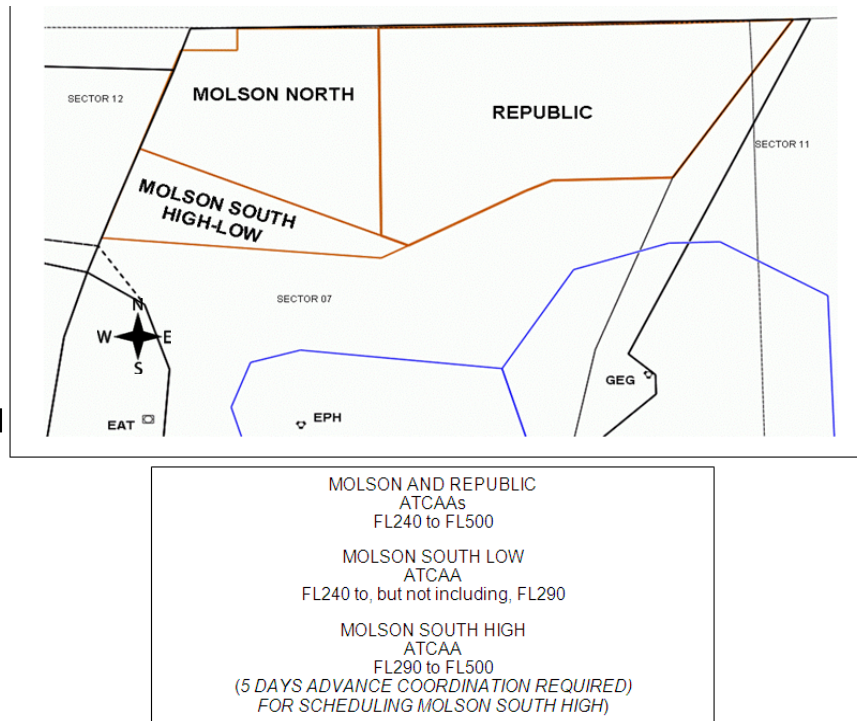 MOLSON NORTH
SECTOR 12
REPUBLIC
SECTOR 11
MOLSON SOUTH
HIGH-LOW
SECTOR 07
N
W E
S
GEG
EAT
EPH
MOLSON AND REPUBLIC
ATCAAs
FL240 to FL500
MOLSON SOUTH LOW
ATCAA
FL240 to, but not including, FL290
MOLSON SOUTH HIGH
ATCAA
FL290 to FL500
(5 DAYS ADVANCE COORDINATION REQUIRED)
FOR SCHEDULING MOLSON SOUTH HIGH)